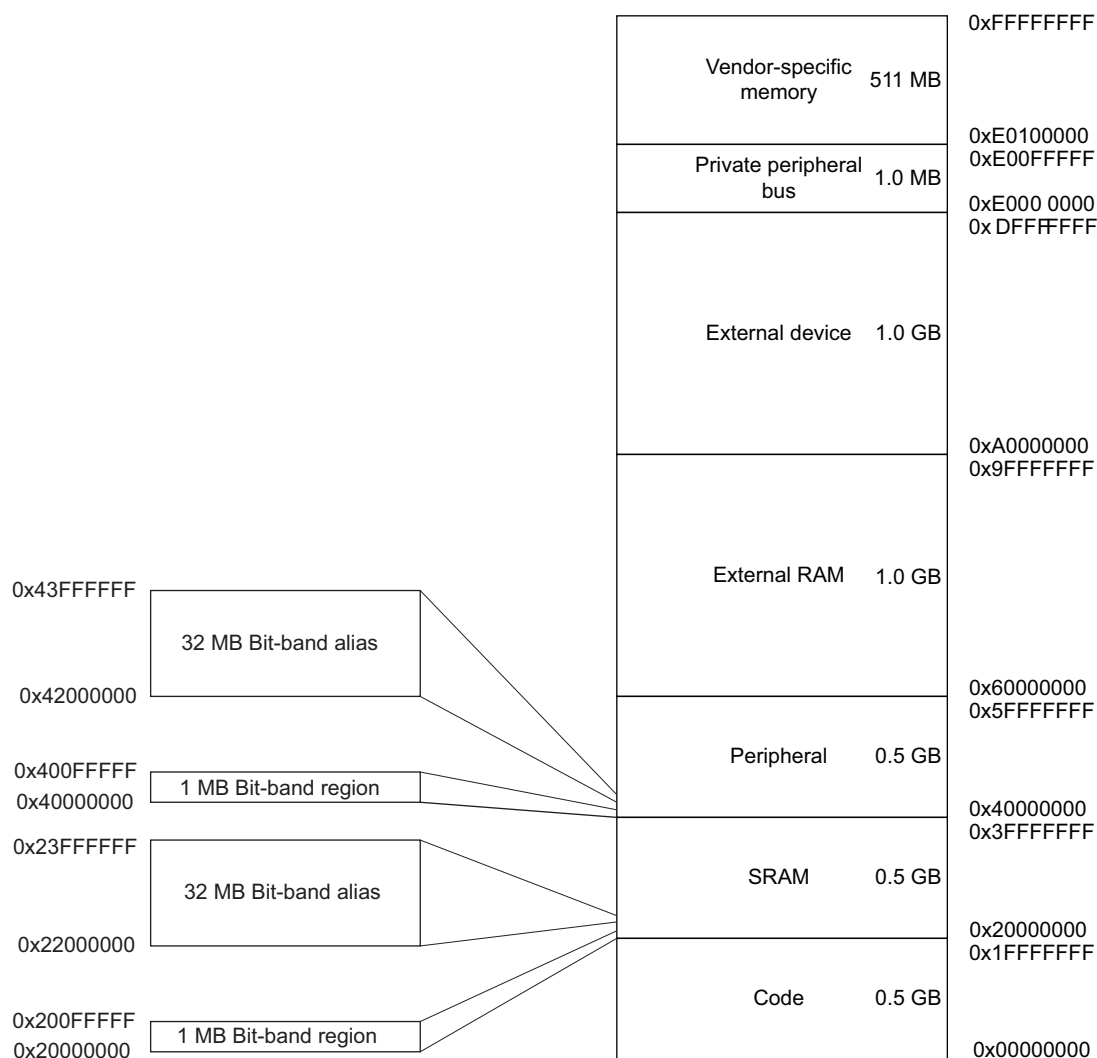 0xFFFFFFFF
Vendor-specific
memory
511 MB
0xE0100000
0xE00FFFFF
Private peripheral
bus
1.0 MB
0xE000 0000
0x DFFFFFFF
External device 1.0 GB
0xA0000000
0x9FFFFFFF
External RAM 1.0 GB
0x60000000
0x5FFFFFFF
Peripheral 0.5 GB
0x40000000
0x3FFFFFFF
SRAM 0.5 GB
0x20000000
0x1FFFFFFF
Code 0.5 GB
0x00000000
0x43FFFFFF
32 MB Bit-band alias
0x42000000
0x400FFFFF
1 MB Bit-band region
0x40000000
0x23FFFFFF
32 MB Bit-band alias
0x22000000
0x200FFFFF
1 MB Bit-band region
0x20000000